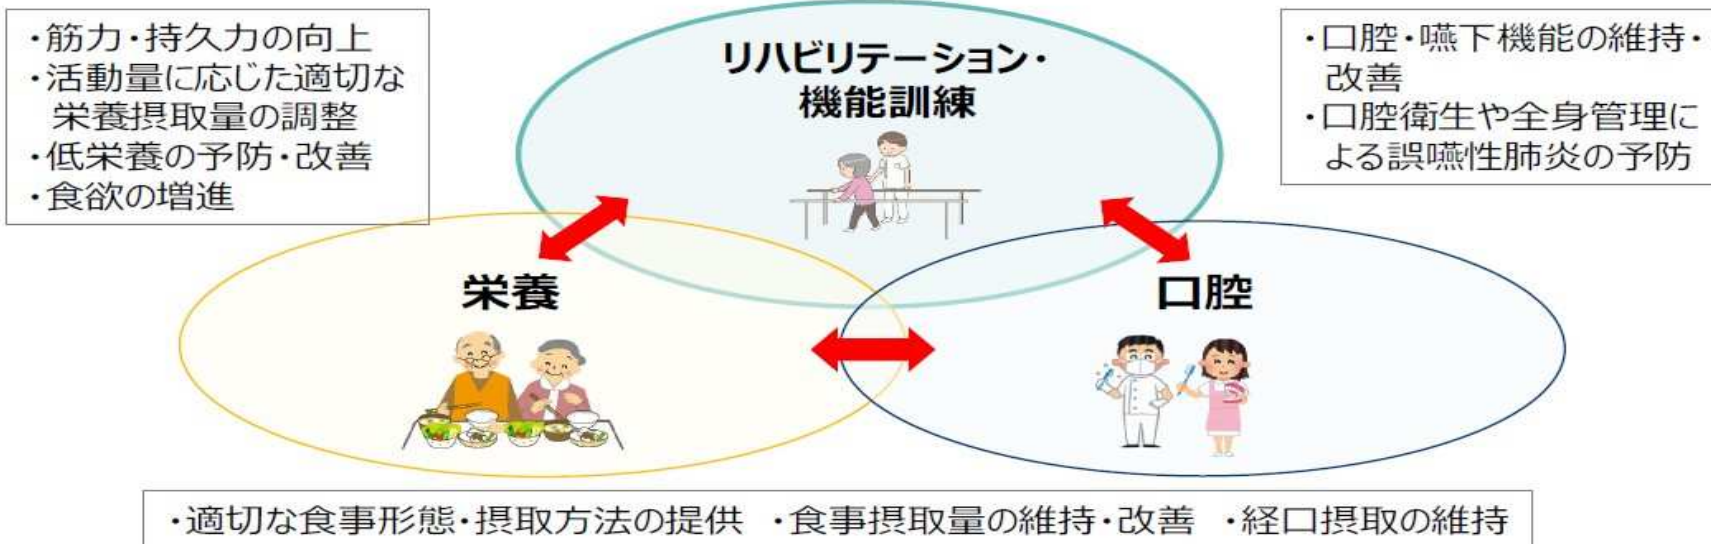 ・筋力・持久力の向上
・活動量に応じた適切な
栄養摂取量の調整
・低栄養の予防・改善
・食欲の増進
リハビリテーション・
機能訓練
・口腔・嚥下機能の維持・
改善
・口腔衛生や全身管理に
よる誤嚥性肺炎の予防
栄養
口腔
・適切な食事形態・摂取方法の提供 ・食事摂取量の維持・改善 ・経口摂取の維持